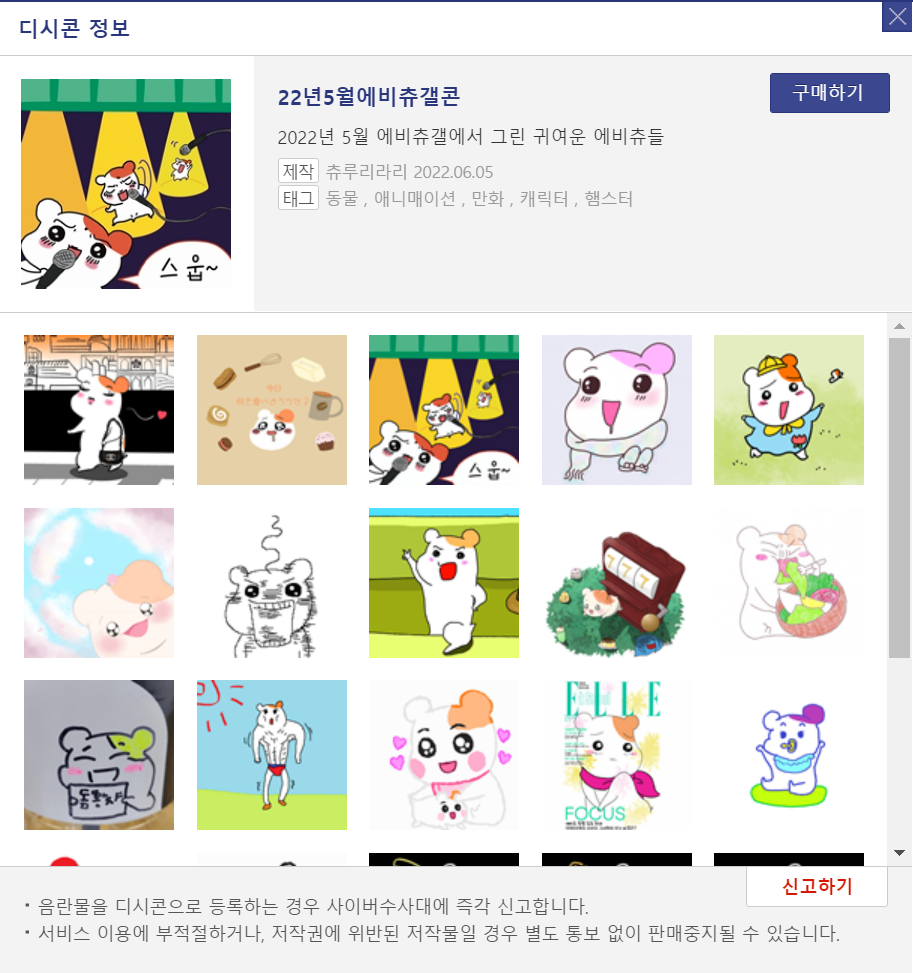 디시콘 정보
22년5월에비츄갤콘
구매하기
2022년 5월 에비츄갤에서 그린 귀여운 에비츄들
제작 츄루리라리 2022.06.05
태그 동물 , 애니메이션 , 만화 , 캐릭터 , 햄스터
스 웁~
스 웁~
7 7 7
ELLE
FOCUS
신고하기
· 음란물을 디시콘으로 등록하는 경우 사이버수사대에 즉각 신고합니다.
· 서비스 이용에 부적절하거나, 저작권에 위반된 저작물일 경우 별도 통보 없이 판매중지될 수 있습니다.